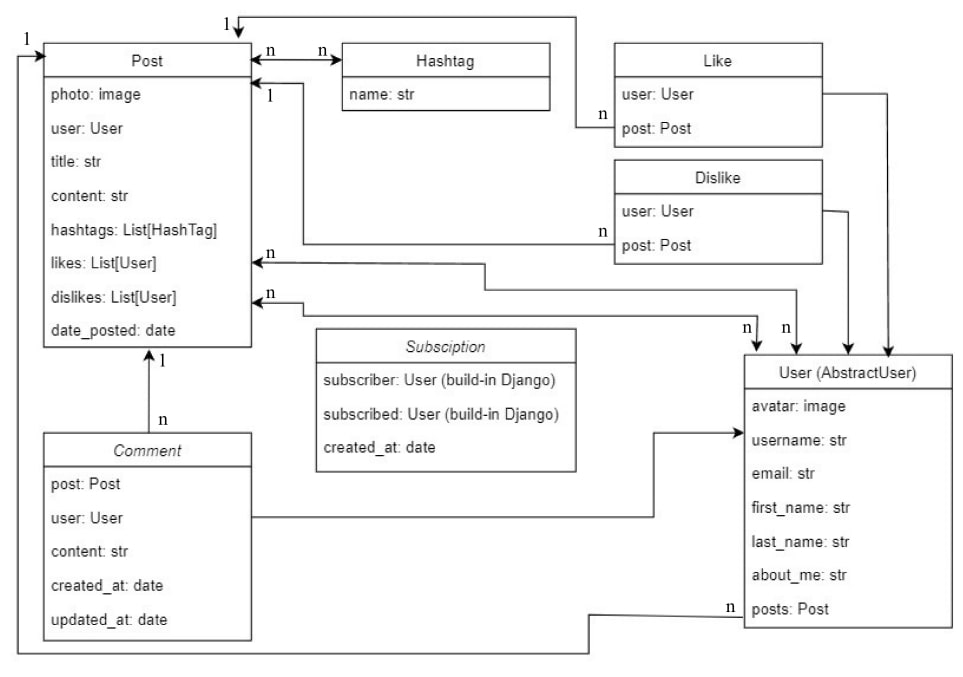 1
1
n
n
Post
photo: image
user: User
title: str
content: str
hashtags: List[HashTag]
likes: List[User]
dislikes: List[User]
date_posted: date
1
n
n
Hashtag
name: str
Like
user: User
post: Post
n
Dislike
user: User
post: Post
n
Subsciption
subscriber: User (build-in Django)
subscribed: User (build-in Django)
created_at: date
n
n
User (AbstractUser)
avatar: image
username: str
email: str
first_name: str
last_name: str
about_me: str
posts: Post
n
1
n
Comment
post: Post
user: User
content: str
created_at: date
updated_at: date